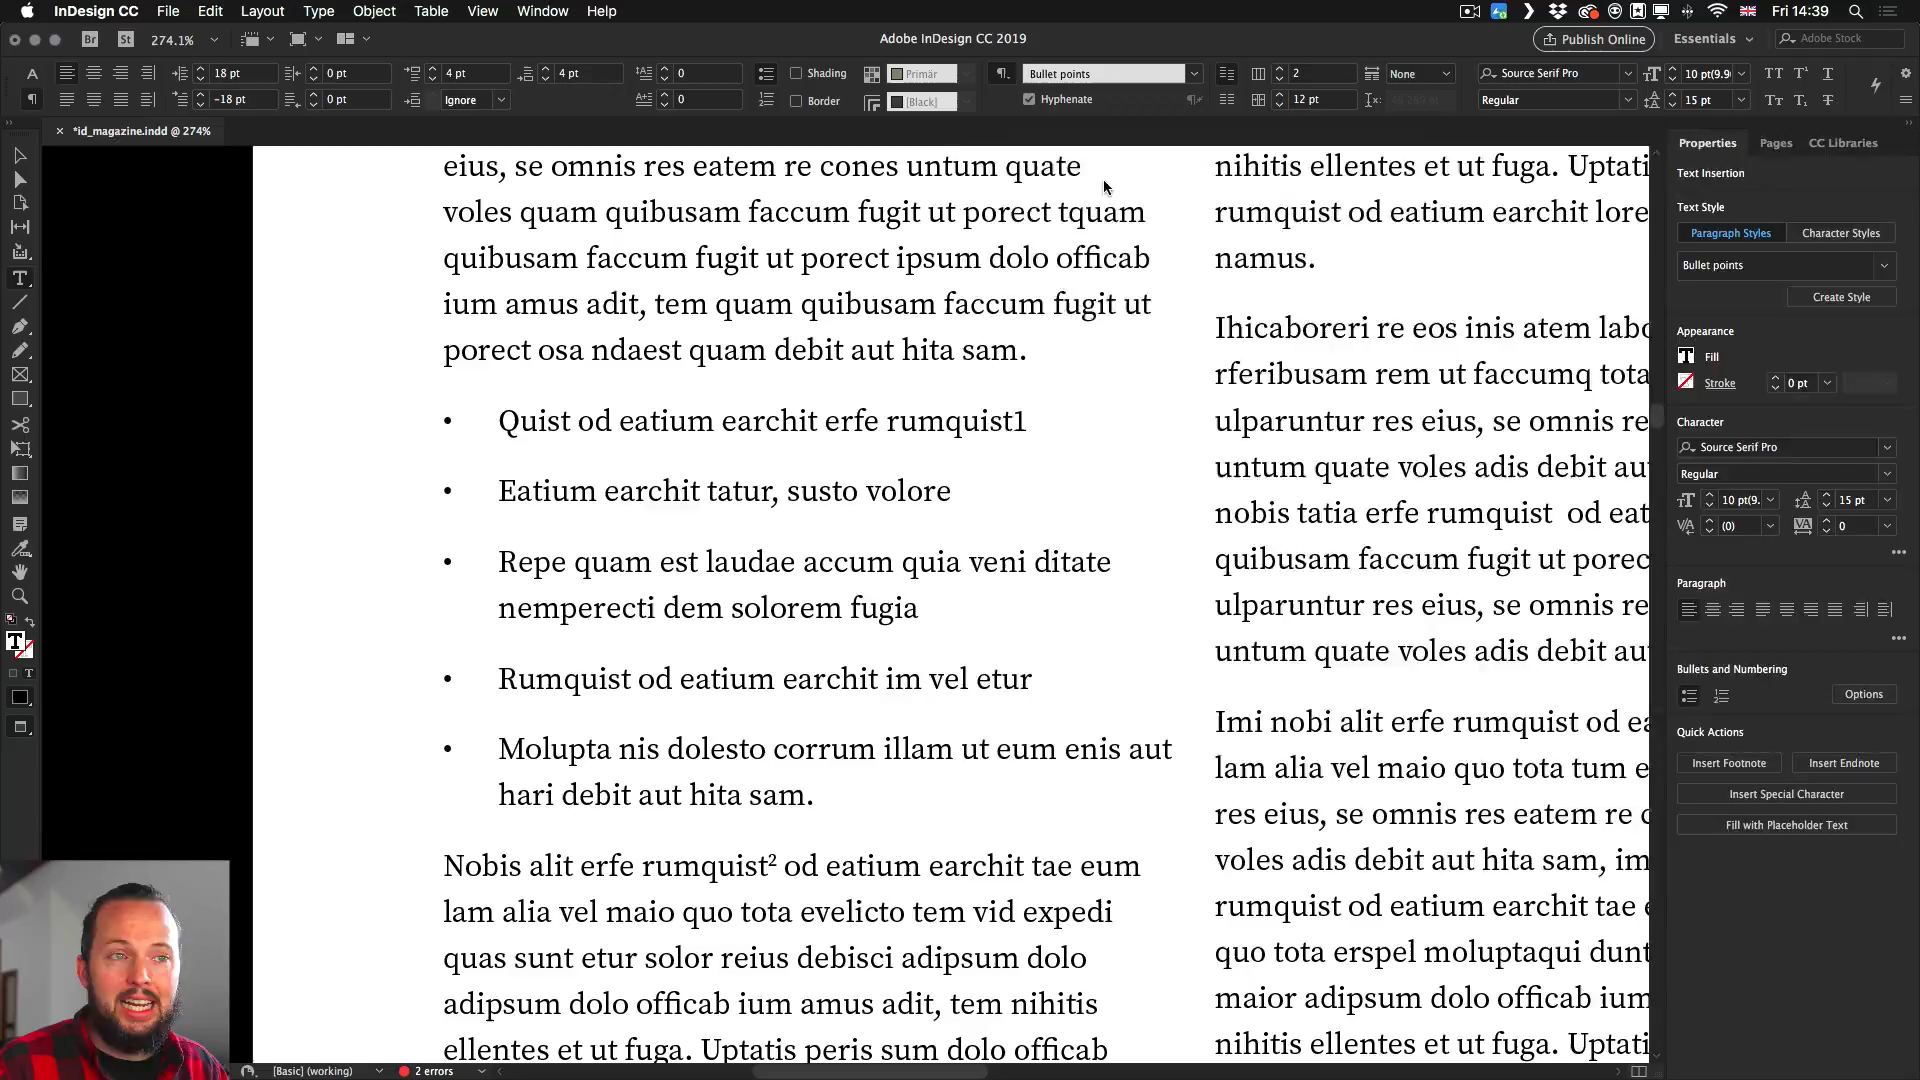 InDesign CC File Edit Layout Type Object Table View Window Help
Fri 14:39
Br St 274.1%
Adobe InDesign CC 2019
Publish Online
Essentials
Adobe Stock
A
18 pt
0 pt
4 pt
4 pt
0
Shading
Primär
Bullet points
2
None
Source Serif Pro
10 pt(9.9
-18 pt
0 pt
Ignore
0
Border
[Black]
Hyphenate
12 pt
Regular
15 pt
*id_magazine.indd @ 274%
eius, se omnis res eatem re cones untum quate
voles quam quibusam faccum fugit ut porect tquam
quibusam faccum fugit ut porect ipsum dolo officab
ium amus adit, tem quam quibusam faccum fugit ut
porect osa ndaest quam debit aut hita sam.
• Quist od eatium earchit erfe rumquist1
• Eatium earchit tatur, susto volore
• Repe quam est laudae accum quia veni ditate
nemperecti dem solorem fugia
• Rumquist od eatium earchit im vel etur
• Molupta nis dolesto corrum illam ut eum enis aut
hari debit aut hita sam.
Nobis alit erfe rumquist² od eatium earchit tae eum
lam alia vel maio quo tota evelicto tem vid expedi
quas sunt etur solor reius debisci adipsum dolo
adipsum dolo officab ium amus adit, tem nihitis
ellentes et ut fuga. Uptatis peris sum dolo officab
nihitis ellentes et ut fuga. Uptati
rumquist od eatium earchit lore
namus.
Ihicaboreri re eos inis atem labo
rferibusam rem ut faccumq tota
ulparuntur res eius, se omnis re
untum quate voles adis debit au
nobis tatia erfe rumquist od eat
quibusam faccum fugit ut porec
ulparuntur res eius, se omnis re
untum quate voles adis debit au
Imi nobi alit erfe rumquist od ea
lam alia vel maio quo tota tum e
res eius, se omnis res eatem re c
voles adis debit aut hita sam, im
rumquist od eatium earchit tae e
quo tota erspel moluptaqui dunt
maior adipsum dolo officab ium
nihitis ellentes et ut fuga. Uptati
Properties Pages CC Libraries
Text Insertion
Text Style
Paragraph Styles Character Styles
Bullet points
Create Style
Appearance
Fill
Stroke 0 pt
Character
Source Serif Pro
Regular
10 pt(9. 15 pt
(0) 0
Paragraph
Bullets and Numbering
Options
Quick Actions
Insert Footnote Insert Endnote
Insert Special Character
Fill with Placeholder Text
[Basic] (working) 2 errors